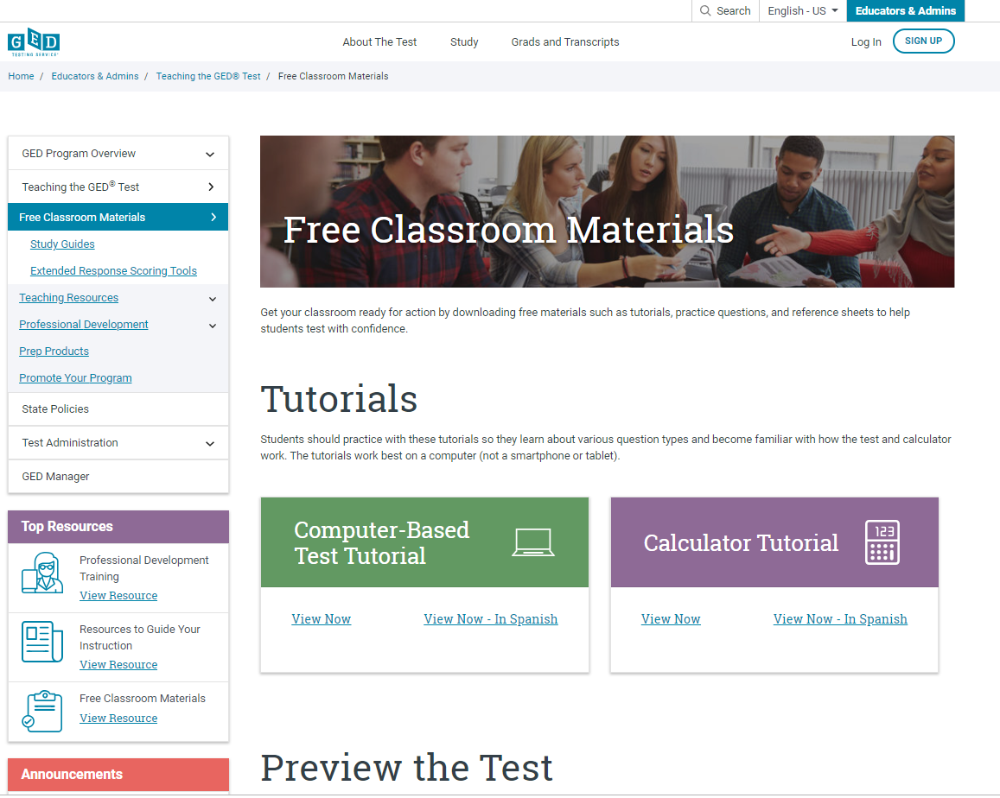 Search
English - US
Educators & Admins
GED
TESTING SERVICE
About The Test
Study
Grads and Transcripts
Log In
SIGN UP
Home / Educators & Admins / Teaching the GED® Test / Free Classroom Materials
GED Program Overview
Teaching the GED® Test
Free Classroom Materials
Study Guides
Extended Response Scoring Tools
Teaching Resources
Professional Development
Prep Products
Promote Your Program
State Policies
Test Administration
GED Manager
Top Resources
Professional Development
Training
View Resource
Resources to Guide Your
Instruction
View Resource
Free Classroom Materials
View Resource
Announcements
Free Classroom Materials
Get your classroom ready for action by downloading free materials such as tutorials, practice questions, and reference sheets to help
students test with confidence.
Tutorials
Students should practice with these tutorials so they learn about various question types and become familiar with how the test and calculator
work. The tutorials work best on a computer (not a smartphone or tablet).
Computer-Based
Test Tutorial
View Now
View Now - In Spanish
Calculator Tutorial
123
View Now
View Now - In Spanish
Preview the Test